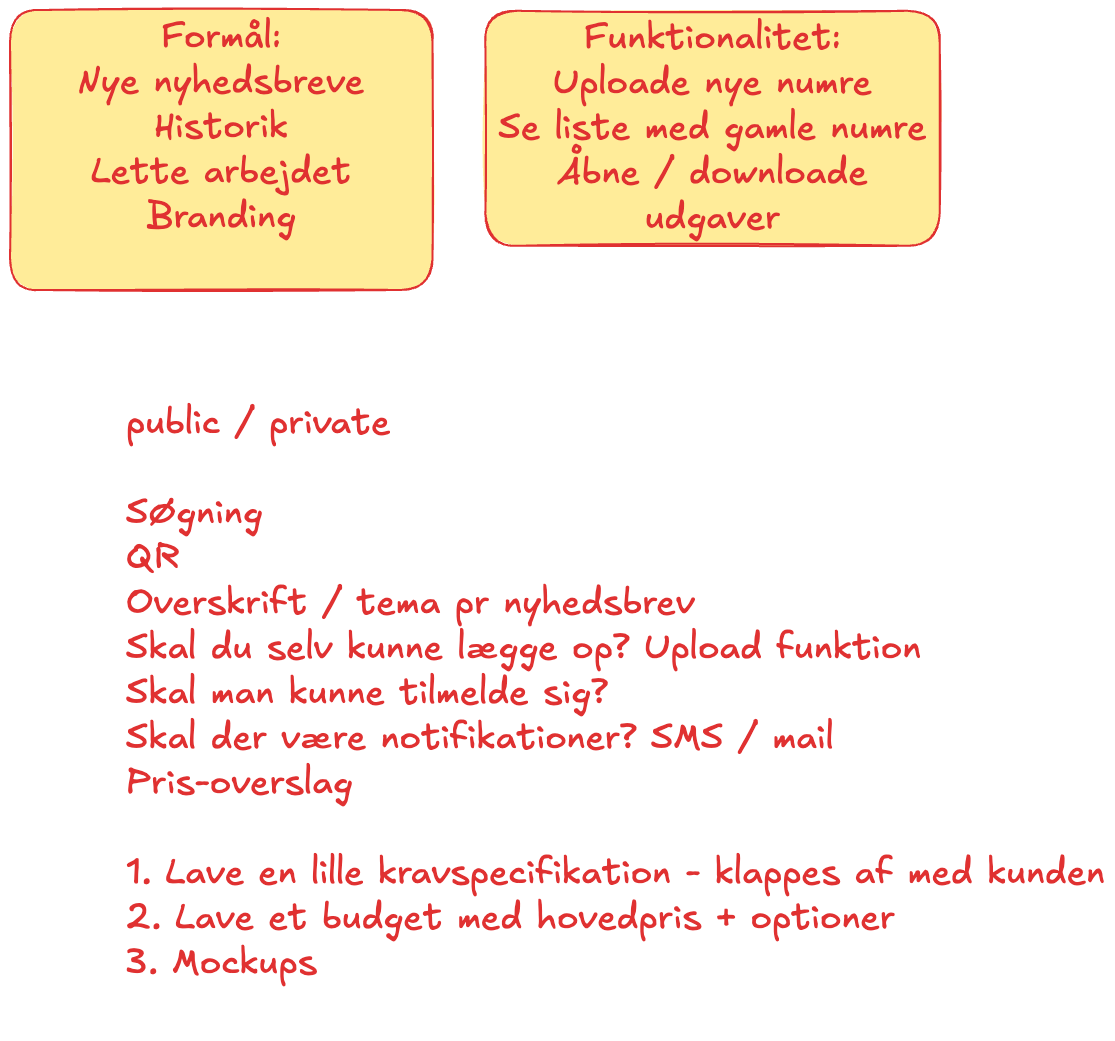 Formål:
Nye nyhedsbreve
Historik
Lette arbejdet
Branding
Funktionalitet:
Uploade nye numre
Se liste med gamle numre
Åbne / downloade
udgaver
public / private
SØgning
QR
Overskrift / tema pr nyhedsbrev
Skal du selv kunne lægge op? Upload funktion
Skal man kunne tilmelde sig?
Skal der være notifikationer? SMS / mail
Pris-overslag
1. Lave en lille kravspecifikation - klappes af med kunden
2. Lave et budget med hovedpris + optioner
3. Mockups